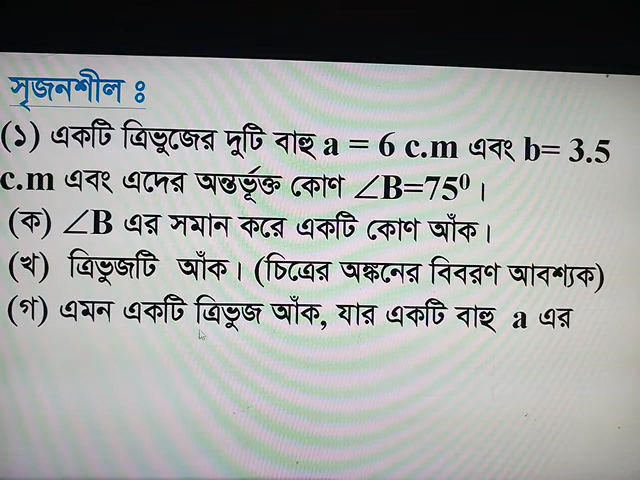 সৃজনশীল ঃ
(১) একটি ত্রিভুজের দুটি বাহু a = 6 c.m এবং b= 3.5
c.m এবং এদের অন্তর্ভূক্ত কোণ ∠B=75⁰ ।
(ক) ∠B এর সমান করে একটি কোণ আঁক।
(খ) ত্রিভুজটি আঁক। (চিত্রের অঙ্কনের বিবরণ আবশ্যক)
(গ) এমন একটি ত্রিভুজ আঁক, যার একটি বাহু a এর